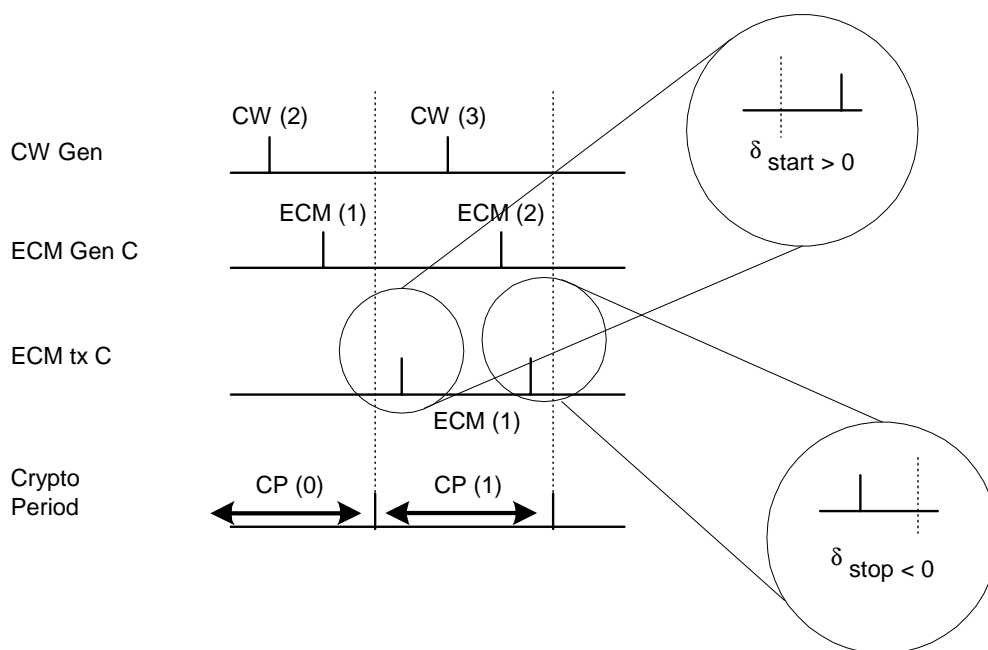 CW Gen
CW (2)
CW (3)
δ start > 0
ECM Gen C
ECM (1)
ECM (2)
ECM tx C
ECM (1)
Crypto
Period
CP (0)
CP (1)
δ stop < 0